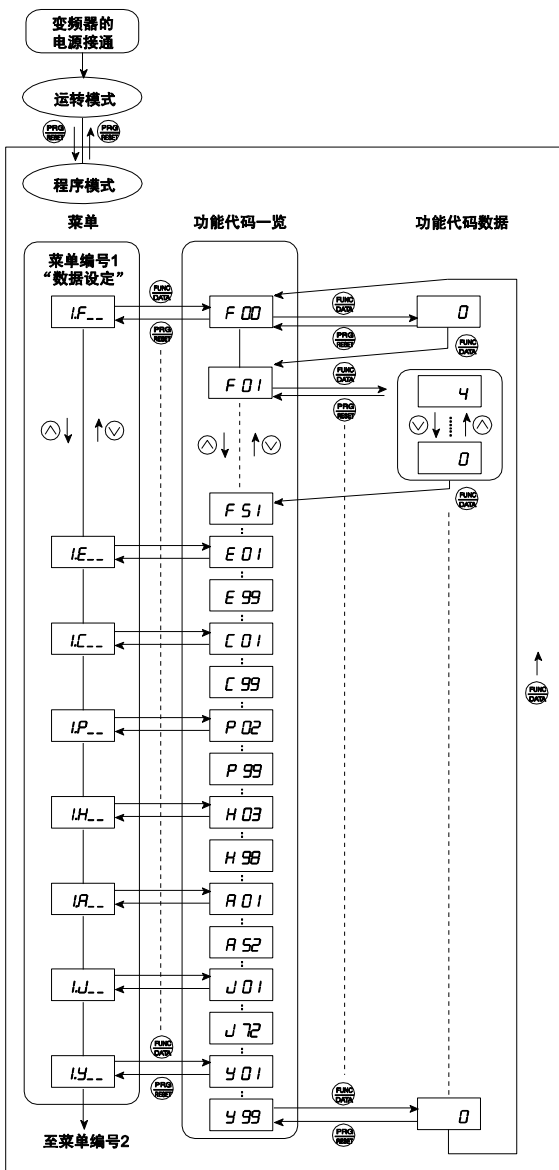 变频器的
电源接通
运转模式
PRG
RESET
PRG
RESET
程序模式
菜单
功能代码一览
功能代码数据
菜单编号1
“数据设定”
FUNC
DATA
1.F__
F 00
FUNC
DATA
0
PRG
RESET
PRG
RESET
FUNC
DATA
F 01
FUNC
DATA
PRG
RESET
4
0
F 51
FUNC
DATA
1.E__
E 01
E 99
1.C__
C 01
C 99
FUNC
DATA
1.P__
P 02
P 99
1.H__
H 03
H 98
1.A__
A 01
A 52
1.J__
J 01
J 72
FUNC
DATA
1.y__
y 01
PRG
RESET
FUNC
DATA
y 99
0
PRG
RESET
至菜单编号2